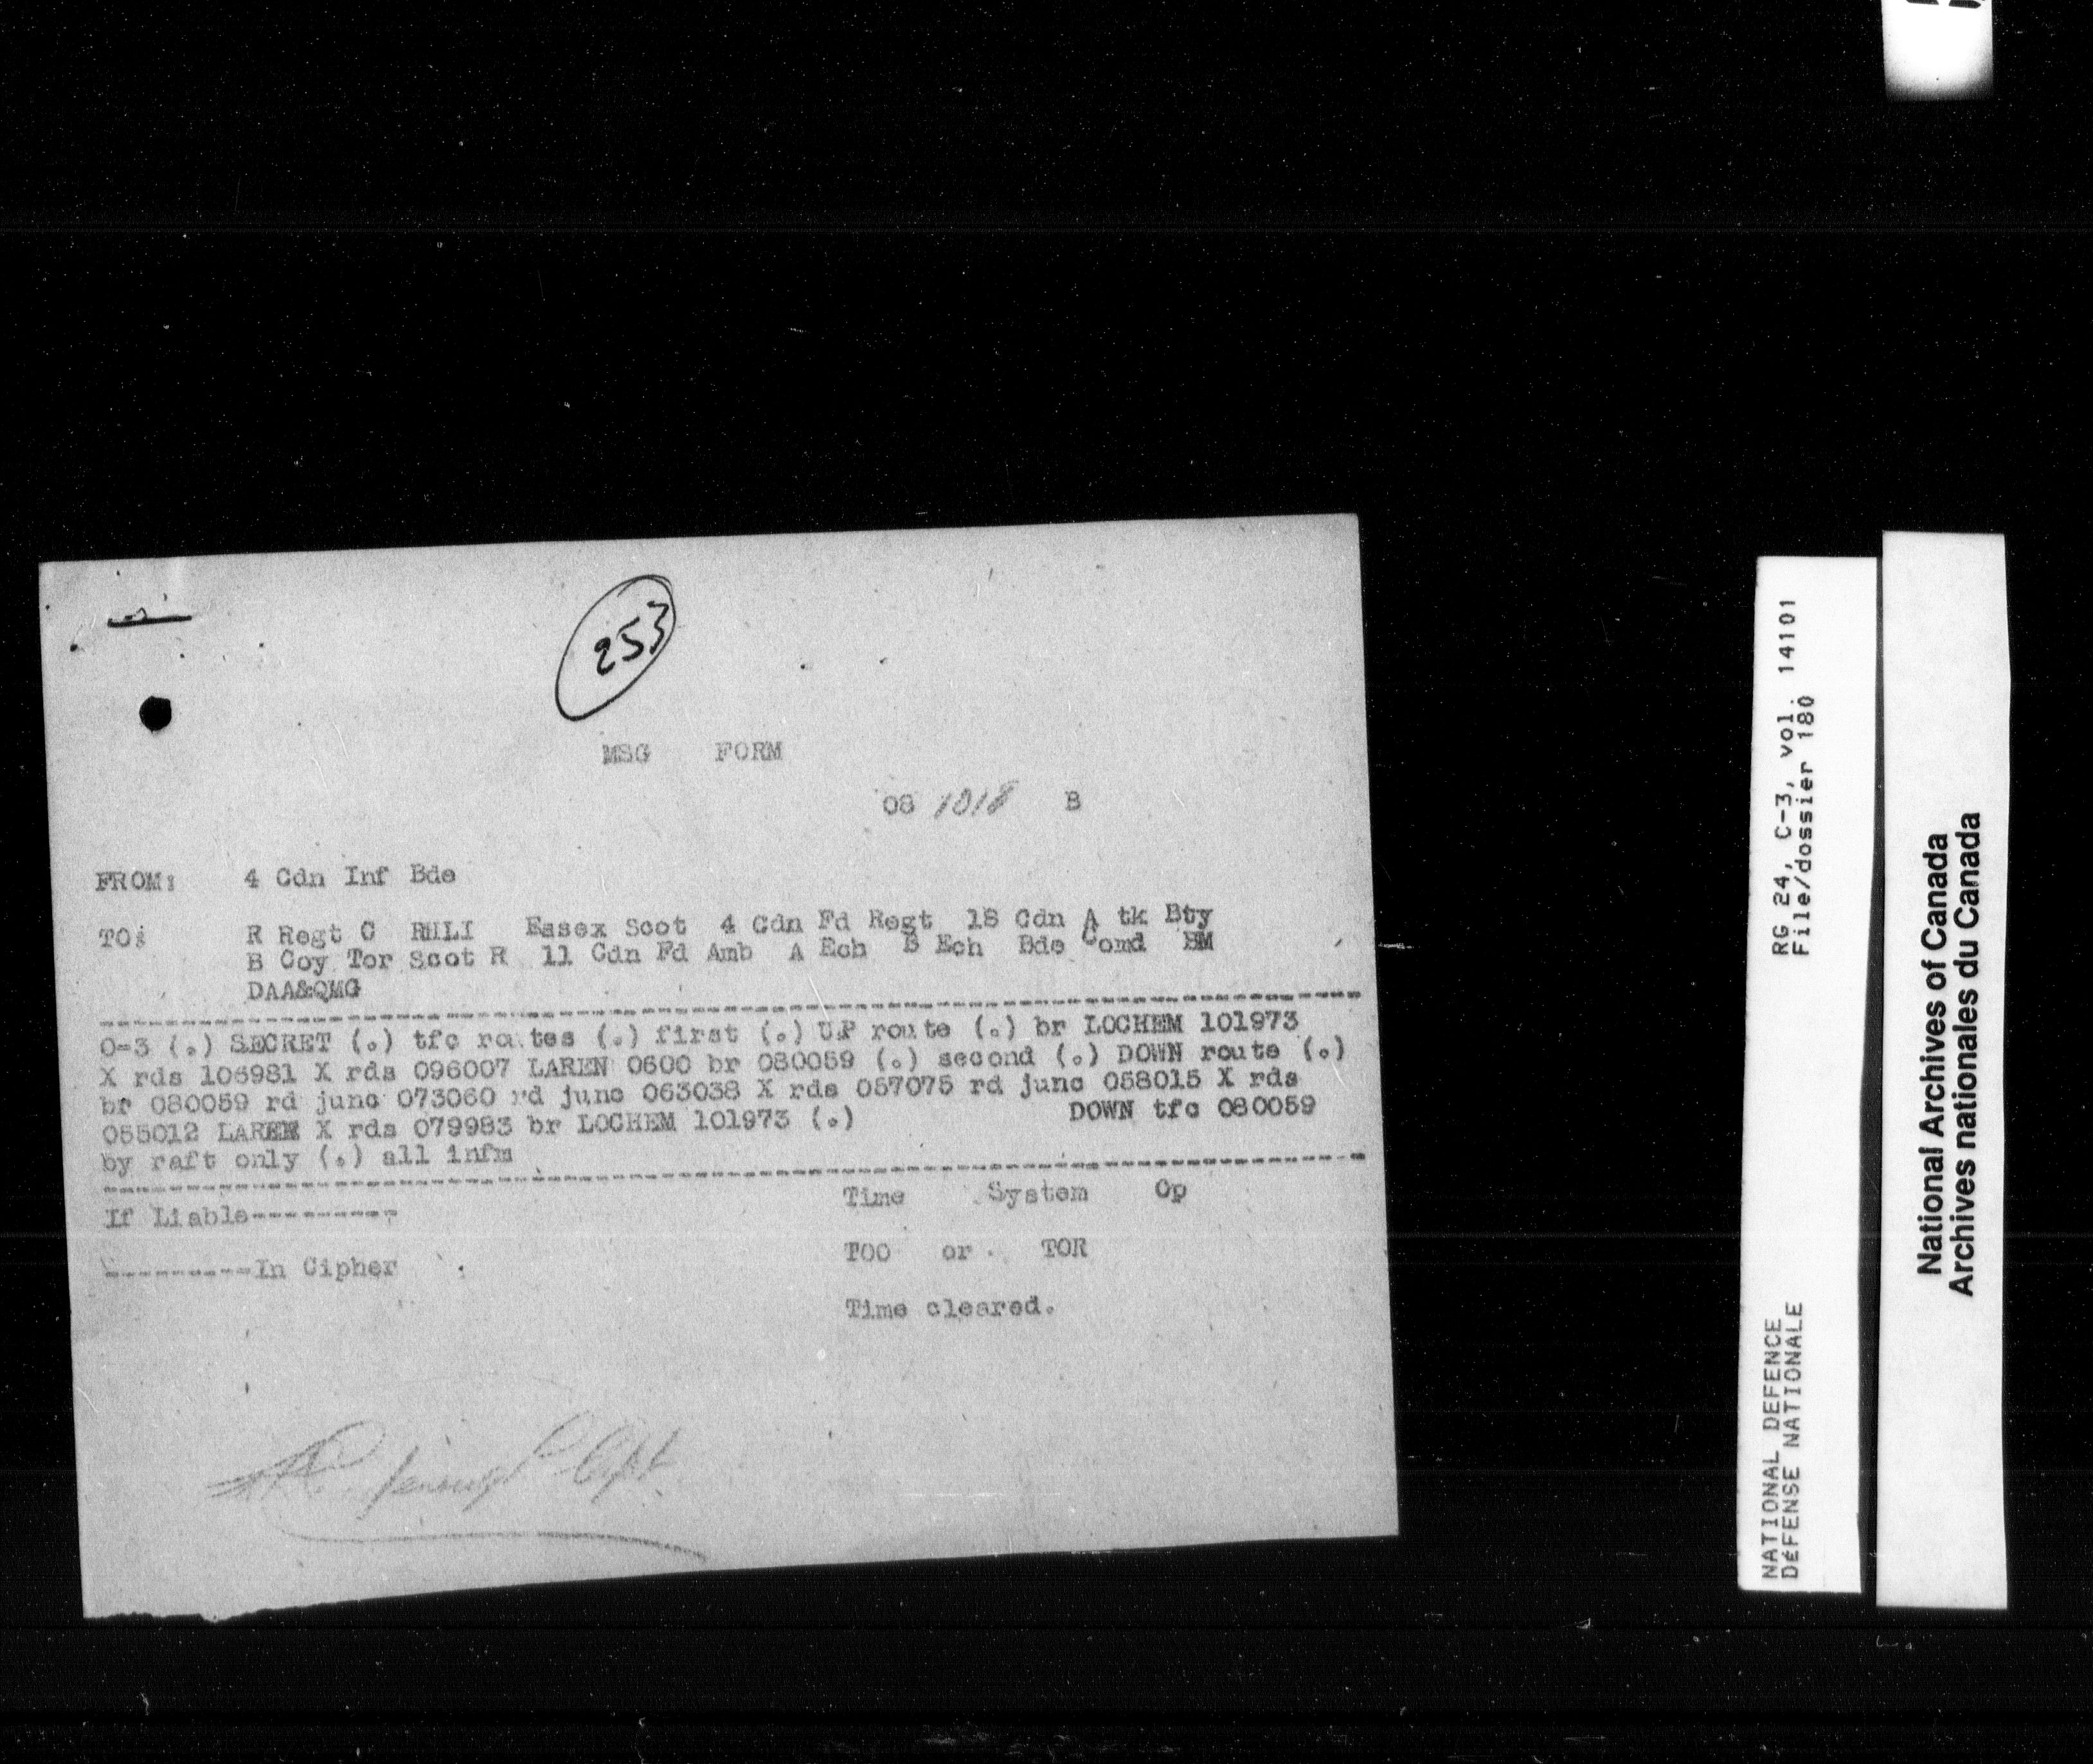 253
MSG FORM
08 1018 B
FROM: 4 Cdn Inf Bde
TO: R Regt C RHLI Essex Scot 4 Cdn Fd Regt 18 Cdn A tk Bty
B Coy Tor Scot R 11 Cdn Fd Amb A Ech B Ech Bde Comd BM
DAA&QMG
O-3 (.) SECRET (.) tfc routes (.) first (.) UP route (.) br LOCHEM 101973
X rds 106981 X rds 096007 LAREN 0600 br 080059 (.) second (.) DOWN route (.)
br 080059 rd junc 073060 rd junc 063038 X rds 057075 rd junc 058015 X rds
055012 LAREN X rds 079983 br LOCHEM 101973 (.) DOWN tfc 080059
by raft only (.) all infm
If Liable----------
Time System Op
----------In Cipher
TOO or TOR
Time cleared.
Capt
RG 24, C-3, vol. 14101
File/dossier 180
NATIONAL DEFENCE
DÉFENSE NATIONALE
National Archives of Canada
Archives nationales du Canada